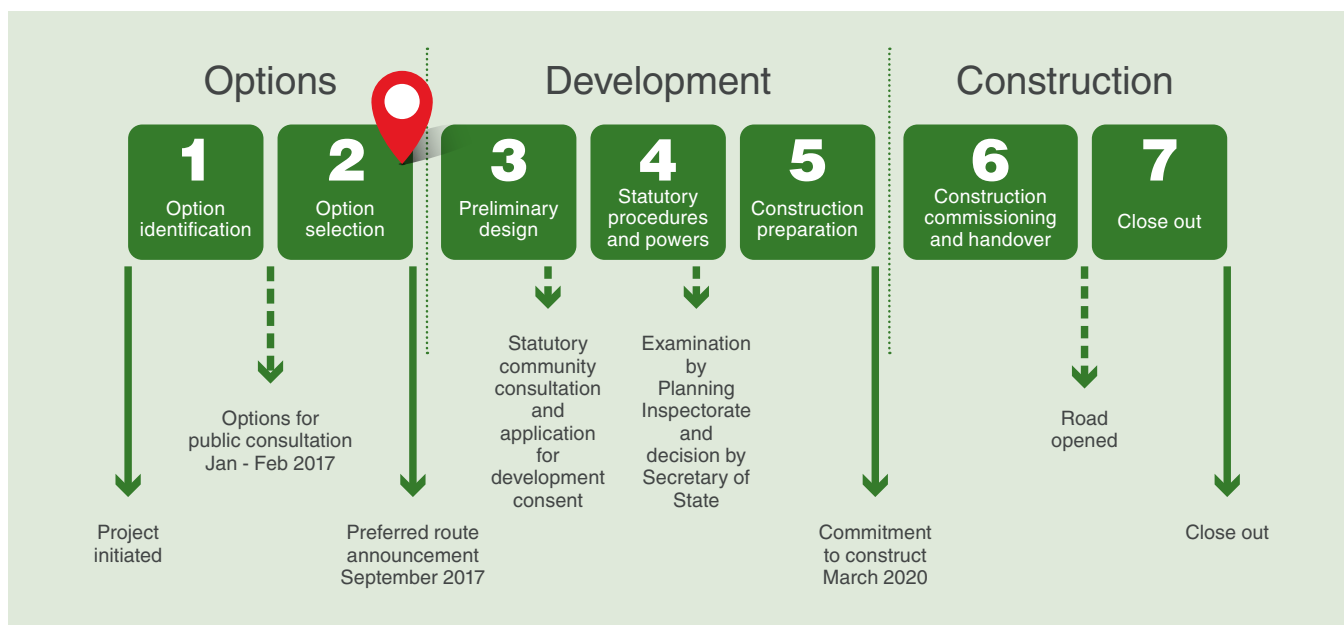 Options
Development
Construction
1
Option
identification
2
Option
selection
3
Preliminary
design
4
Statutory
procedures
and powers
5
Construction
preparation
6
Construction
commissioning
and handover
7
Close out
Project
initiated
Options for
public consultation
Jan - Feb 2017
Preferred route
announcement
September 2017
Statutory
community
consultation
and
application
for
development
consent
Examination
by
Planning
Inspectorate
and
decision by
Secretary of
State
Commitment
to construct
March 2020
Road
opened
Close out